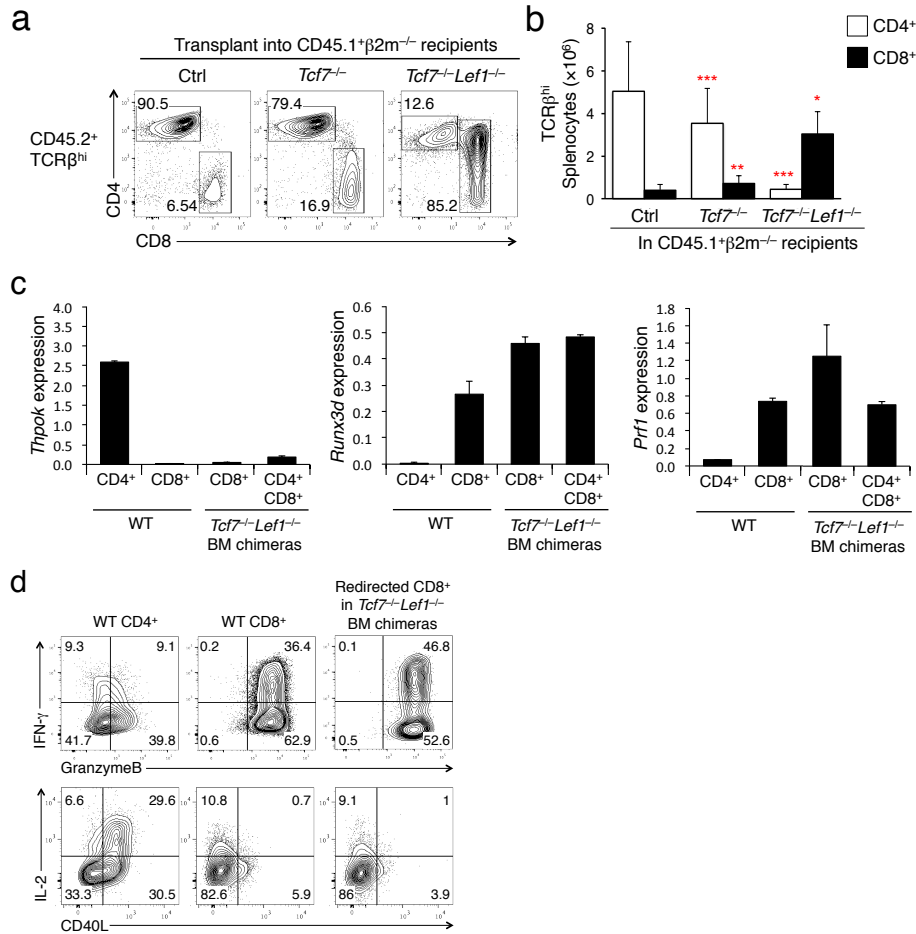 a
Transplant into CD45.1⁺β2m⁻/⁻ recipients
Ctrl
Tcf7⁻/⁻
Tcf7⁻/⁻Lef1⁻/⁻
CD45.2⁺
TCRβʰⁱ
90.5
6.54
79.4
16.9
12.6
85.2
CD4
CD8
b
CD4⁺
CD8⁺
TCRβʰⁱ
Splenocytes (×10⁶)
8
6
4
2
0
***
**
***
*
Ctrl
Tcf7⁻/⁻
Tcf7⁻/⁻Lef1⁻/⁻
In CD45.1⁺β2m⁻/⁻ recipients
c
Thpok expression
4.0
3.5
3.0
2.5
2.0
1.5
1.0
0.5
0.0
CD4⁺
CD8⁺
CD8⁺
CD4⁺
CD8⁺
WT
Tcf7⁻/⁻Lef1⁻/⁻
BM chimeras
Runx3d expression
0.6
0.5
0.4
0.3
0.2
0.1
0.0
CD4⁺
CD8⁺
CD8⁺
CD4⁺
CD8⁺
WT
Tcf7⁻/⁻Lef1⁻/⁻
BM chimeras
Prf1 expression
1.8
1.6
1.4
1.2
1.0
0.8
0.6
0.4
0.2
0.0
CD4⁺
CD8⁺
CD8⁺
CD4⁺
CD8⁺
WT
Tcf7⁻/⁻Lef1⁻/⁻
BM chimeras
d
WT CD4⁺
WT CD8⁺
Redirected CD8⁺
in Tcf7⁻/⁻Lef1⁻/⁻
BM chimeras
IFN-γ
9.3
9.1
41.7
39.8
0.2
36.4
0.6
62.9
0.1
46.8
0.5
52.6
GranzymeB
IL-2
6.6
29.6
33.3
30.5
10.8
0.7
82.6
5.9
9.1
1
86
3.9
10⁴
10³
10³
10⁴
10³
10⁴
10³
10⁴
CD40L